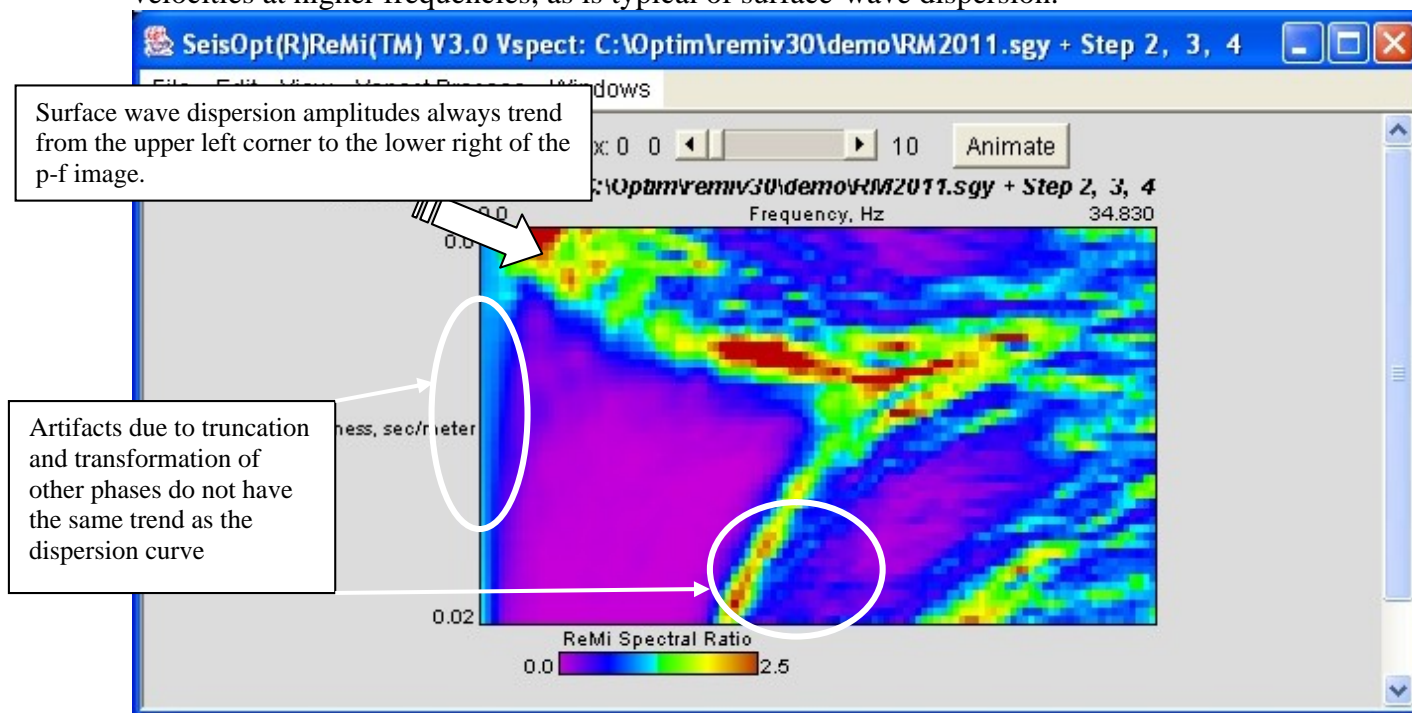 velocities at higher frequencies, as is typical of surface-wave dispersion.
SeisOpt(R)ReMi(TM) V3.0 Vspect: C:\Optim\remiv30\demo\RM2011.sgy + Step 2, 3, 4
Surface wave dispersion amplitudes always trend
from the upper left corner to the lower right of the
p-f image.
x: 0 0 10 Animate
:\Optim\remiv30\demo\RM2011.sgy + Step 2, 3, 4
0.0 Frequency, Hz 34.830
0.0
Artifacts due to truncation
and transformation of
other phases do not have
the same trend as the
dispersion curve
ness, sec/meter
0.02
ReMi Spectral Ratio
0.0 2.5